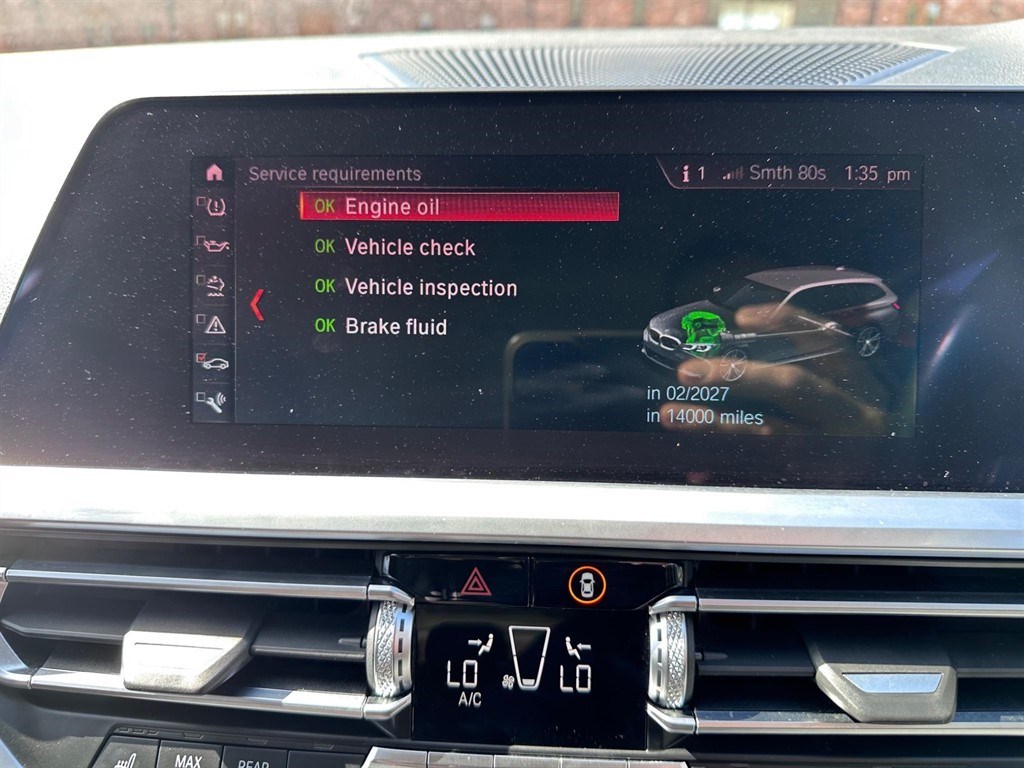 Service requirements
i 1 Smth 80s 1:35 pm
OK Engine oil
OK Vehicle check
OK Vehicle inspection
OK Brake fluid
in 02/2027
in 14000 miles
LO LO
A/C
MAX
REAR